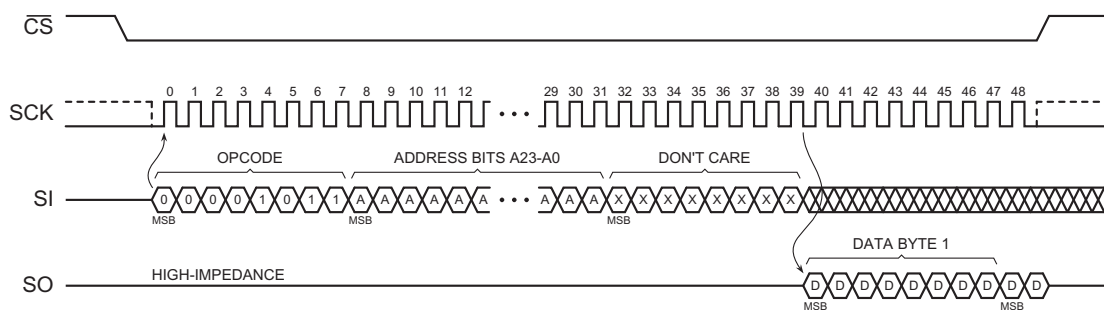 CS
SCK
0 1 2 3 4 5 6 7 8 9 10 11 12 29 30 31 32 33 34 35 36 37 38 39 40 41 42 43 44 45 46 47 48
OPCODE ADDRESS BITS A23-A0 DON'T CARE
SI
0 0 0 0 1 0 1 1 A A A A A A A A A X X X X X X X X
MSB MSB MSB
DATA BYTE 1
SO
HIGH-IMPEDANCE
D D D D D D D D D D
MSB MSB